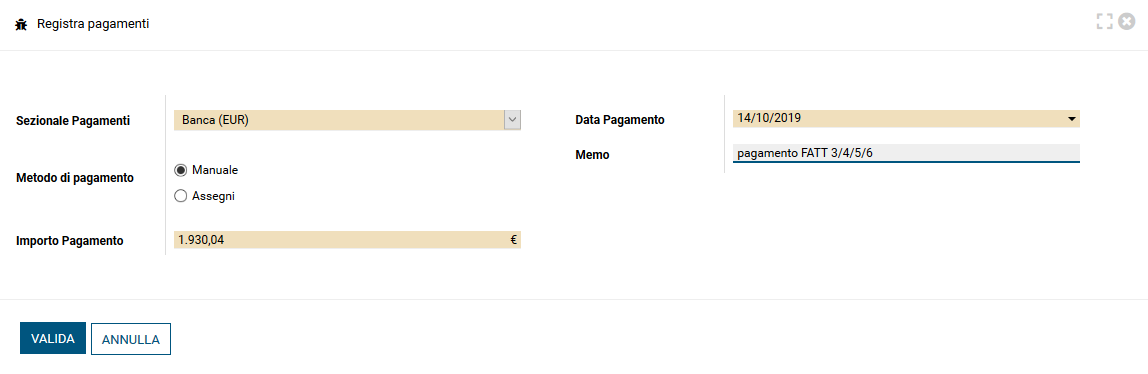 Registra pagamenti
Sezionale Pagamenti
Banca (EUR)
Metodo di pagamento
Manuale
Assegni
Importo Pagamento
1.930,04 €
Data Pagamento
14/10/2019
Memo
pagamento FATT 3/4/5/6
VALIDA
ANNULLA